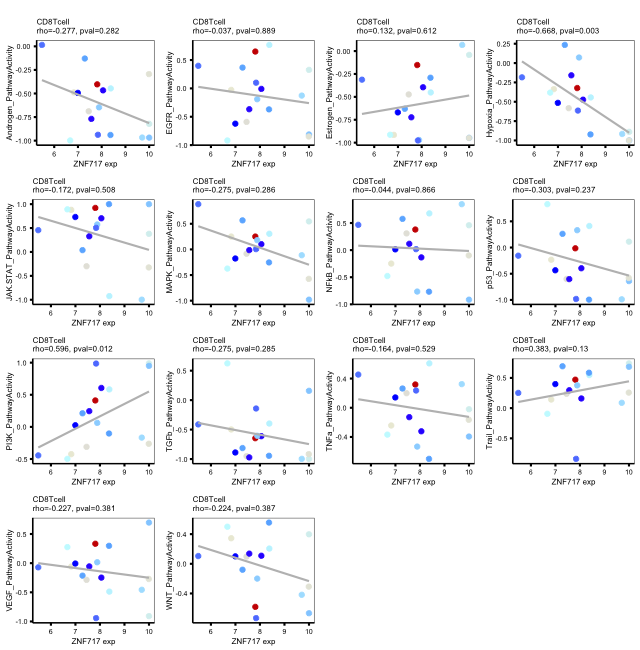 CD8Tcell
rho=-0.277, pval=0.282
Androgen_PathwayActivity
0.00
-0.25
-0.50
-0.75
-1.00
6
7
8
9
10
ZNF717 exp
CD8Tcell
rho=-0.037, pval=0.889
EGFR_PathwayActivity
0.5
0.0
-0.5
-1.0
6
7
8
9
10
ZNF717 exp
CD8Tcell
rho=0.132, pval=0.612
Estrogen_PathwayActivity
0.00
-0.25
-0.50
-0.75
-1.00
6
7
8
9
10
ZNF717 exp
CD8Tcell
rho=-0.668, pval=0.003
Hypoxia_PathwayActivity
0.25
0.00
-0.25
-0.50
-0.75
-1.00
6
7
8
9
10
ZNF717 exp
CD8Tcell
rho=-0.172, pval=0.508
JAK.STAT_PathwayActivity
1.0
0.5
0.0
-0.5
-1.0
6
7
8
9
10
ZNF717 exp
CD8Tcell
rho=-0.275, pval=0.286
MAPK_PathwayActivity
0.5
0.0
-0.5
-1.0
6
7
8
9
10
ZNF717 exp
CD8Tcell
rho=-0.044, pval=0.866
NFkB_PathwayActivity
0.5
0.0
-0.5
-1.0
6
7
8
9
10
ZNF717 exp
CD8Tcell
rho=-0.303, pval=0.237
p53_PathwayActivity
0.5
0.0
-0.5
-1.0
6
7
8
9
10
ZNF717 exp
CD8Tcell
rho=0.596, pval=0.012
PI3K_PathwayActivity
1.0
0.5
0.0
-0.5
6
7
8
9
10
ZNF717 exp
CD8Tcell
rho=-0.275, pval=0.285
TGFb_PathwayActivity
0.5
0.0
-0.5
-1.0
6
7
8
9
10
ZNF717 exp
CD8Tcell
rho=-0.164, pval=0.529
TNFa_PathwayActivity
0.4
0.0
-0.4
6
7
8
9
10
ZNF717 exp
CD8Tcell
rho=0.383, pval=0.13
Trail_PathwayActivity
0.5
0.0
-0.5
6
7
8
9
10
ZNF717 exp
CD8Tcell
rho=-0.227, pval=0.381
VEGF_PathwayActivity
0.5
0.0
-0.5
-1.0
6
7
8
9
10
ZNF717 exp
CD8Tcell
rho=-0.224, pval=0.387
WNT_PathwayActivity
0.4
0.0
-0.4
6
7
8
9
10
ZNF717 exp